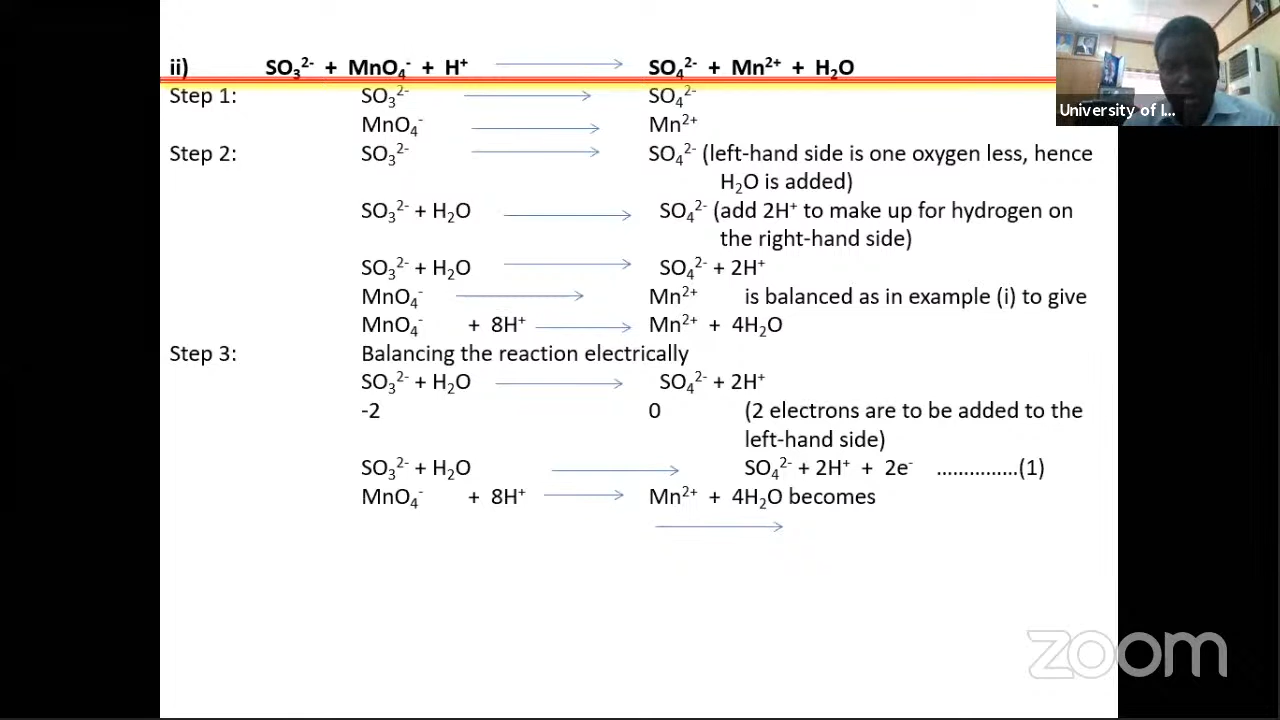 ii) SO₃²⁻ + MnO₄⁻ + H⁺ ⟶ SO₄²⁻ + Mn²⁺ + H₂O
Step 1: SO₃²⁻ ⟶ SO₄²⁻
MnO₄⁻ ⟶ Mn²⁺
Step 2: SO₃²⁻ ⟶ SO₄²⁻ (left-hand side is one oxygen less, hence
H₂O is added)
SO₃²⁻ + H₂O ⟶ SO₄²⁻ (add 2H⁺ to make up for hydrogen on
the right-hand side)
SO₃²⁻ + H₂O ⟶ SO₄²⁻ + 2H⁺
MnO₄⁻ ⟶ Mn²⁺ is balanced as in example (i) to give
MnO₄⁻ + 8H⁺ ⟶ Mn²⁺ + 4H₂O
Step 3: Balancing the reaction electrically
SO₃²⁻ + H₂O ⟶ SO₄²⁻ + 2H⁺
-2 0 (2 electrons are to be added to the
left-hand side)
SO₃²⁻ + H₂O ⟶ SO₄²⁻ + 2H⁺ + 2e⁻ ...............(1)
MnO₄⁻ + 8H⁺ ⟶ Mn²⁺ + 4H₂O becomes
⟶
University of I...
zoom